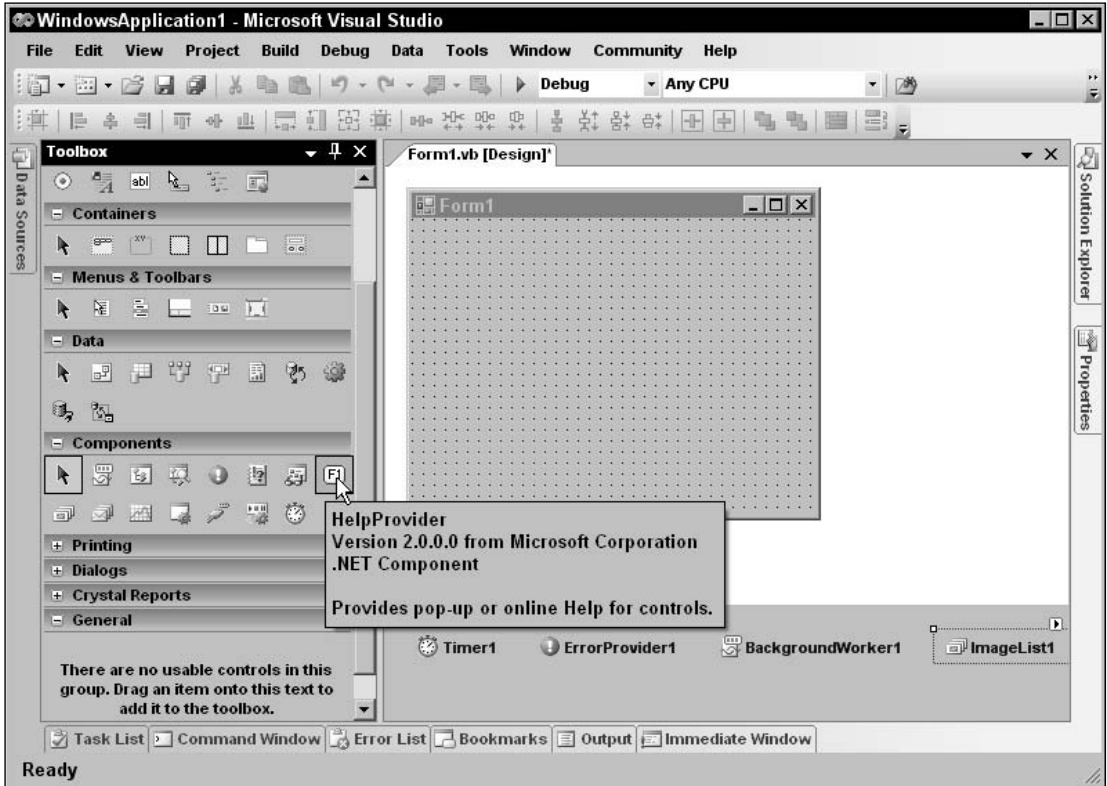 WindowsApplication1 - Microsoft Visual Studio
File Edit View Project Build Debug Data Tools Window Community Help
Debug Any CPU
Data Sources
Toolbox
abl
Containers
XY
Menus & Toolbars
Data
Components
F1
Printing
Dialogs
Crystal Reports
General
There are no usable controls in this
group. Drag an item onto this text to
add it to the toolbox.
Form1.vb [Design]*
Form1
HelpProvider
Version 2.0.0.0 from Microsoft Corporation
.NET Component
Provides pop-up or online Help for controls.
Timer1 ErrorProvider1 BackgroundWorker1 ImageList1
Solution Explorer
Properties
Task List Command Window Error List Bookmarks Output Immediate Window
Ready